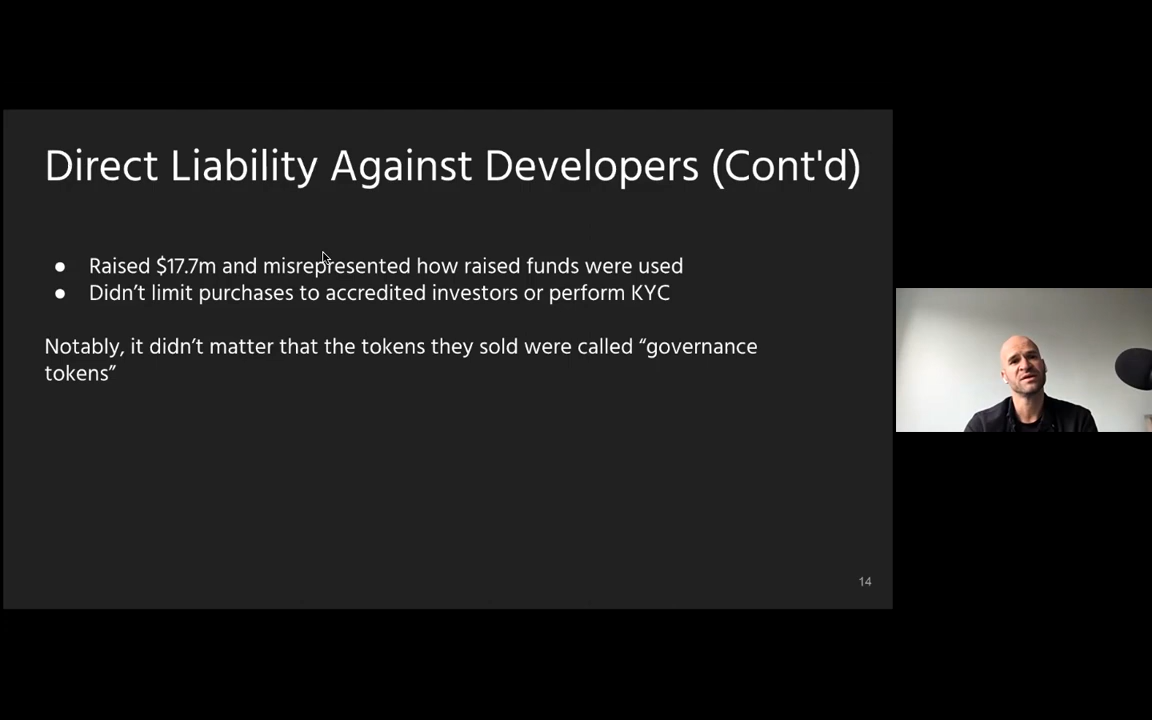 Direct Liability Against Developers (Cont'd)
● Raised $17.7m and misrepresented how raised funds were used
● Didn’t limit purchases to accredited investors or perform KYC
Notably, it didn’t matter that the tokens they sold were called “governance
tokens”
14